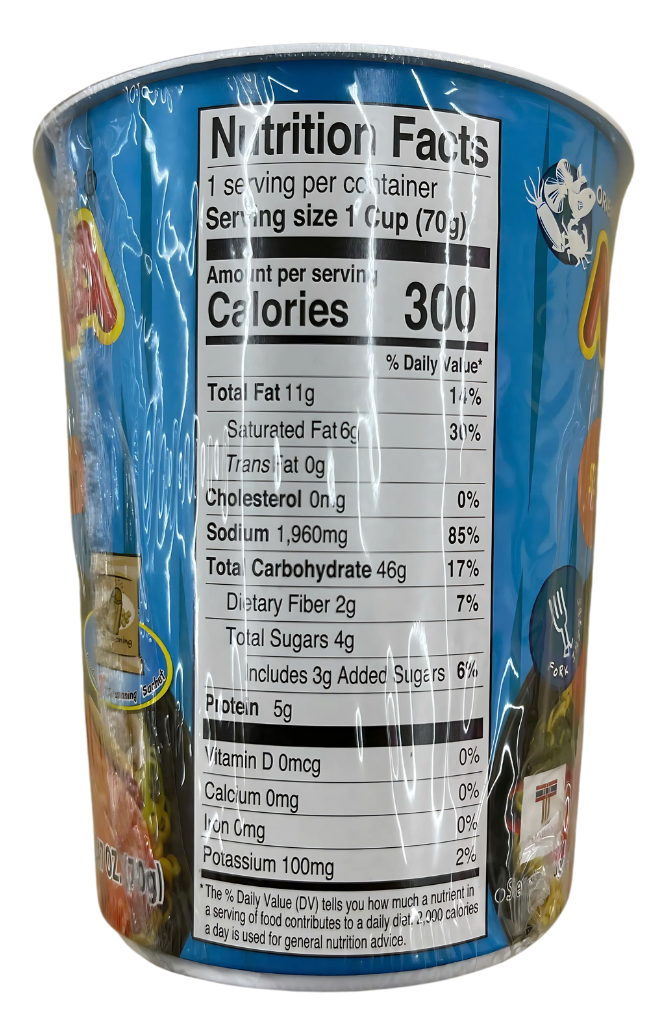 Nutrition Facts
1 serving per container
Serving size 1 Cup (70g)
Amount per serving
Calories 300
% Daily Value*
Total Fat 11g 14%
Saturated Fat 6g 30%
Trans Fat 0g
Cholesterol 0mg 0%
Sodium 1,960mg 85%
Total Carbohydrate 46g 17%
Dietary Fiber 2g 7%
Total Sugars 4g
Includes 3g Added Sugars 6%
Protein 5g
Vitamin D 0mcg 0%
Calcium 0mg 0%
Iron 0mg 0%
Potassium 100mg 2%
*The % Daily Value (DV) tells you how much a nutrient in
a serving of food contributes to a daily diet. 2,000 calories
a day is used for general nutrition advice.
Sachet
OZ (70g)
FORK